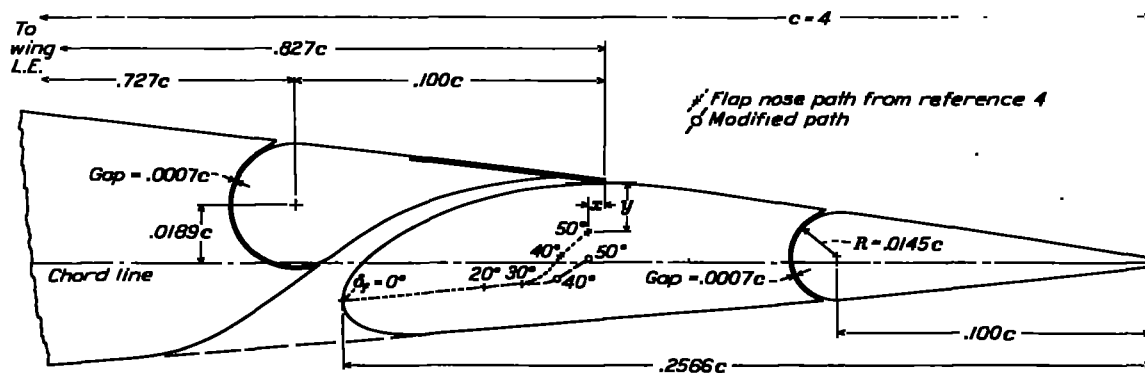 c = 4
To
wing
L.E.
.827c
.727c
.100c
Flap nose path from reference 4
Modified path
Gap = .0007c
x
y
.0189c
50°
R = .0145c
40°
50°
Chord line
20°
30°
40°
δf = 0°
Gap = .0007c
.100c
.2566c